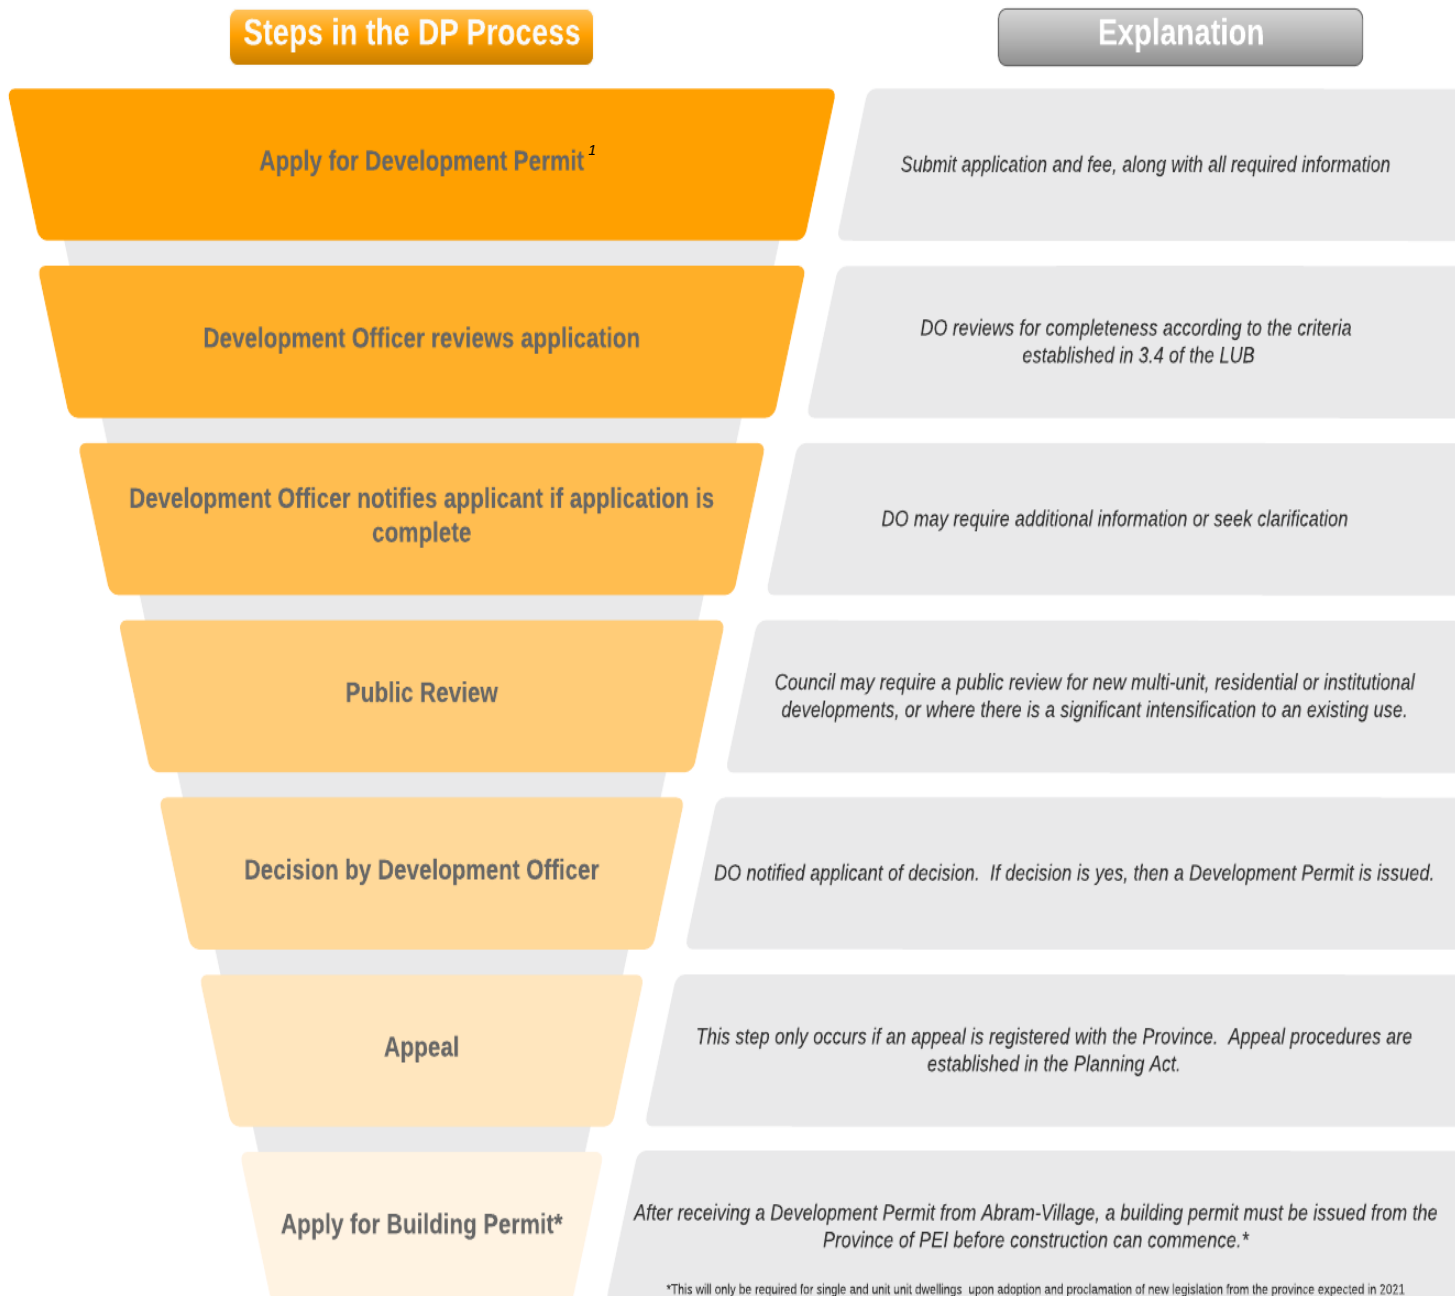 Steps in the DP Process
Explanation
Apply for Development Permit 1
Submit application and fee, along with all required information
Development Officer reviews application
DO reviews for completeness according to the criteria
established in 3.4 of the LUB
Development Officer notifies applicant if application is
complete
DO may require additional information or seek clarification
Public Review
Council may require a public review for new multi-unit, residential or institutional
developments, or where there is a significant intensification to an existing use.
Decision by Development Officer
DO notified applicant of decision.  If decision is yes, then a Development Permit is issued.
Appeal
This step only occurs if an appeal is registered with the Province.  Appeal procedures are
established in the Planning Act.
Apply for Building Permit*
After receiving a Development Permit from Abram-Village, a building permit must be issued from the
Province of PEI before construction can commence.*
*This will only be required for single and unit unit dwellings  upon adoption and proclamation of new legislation from the province expected in 2021